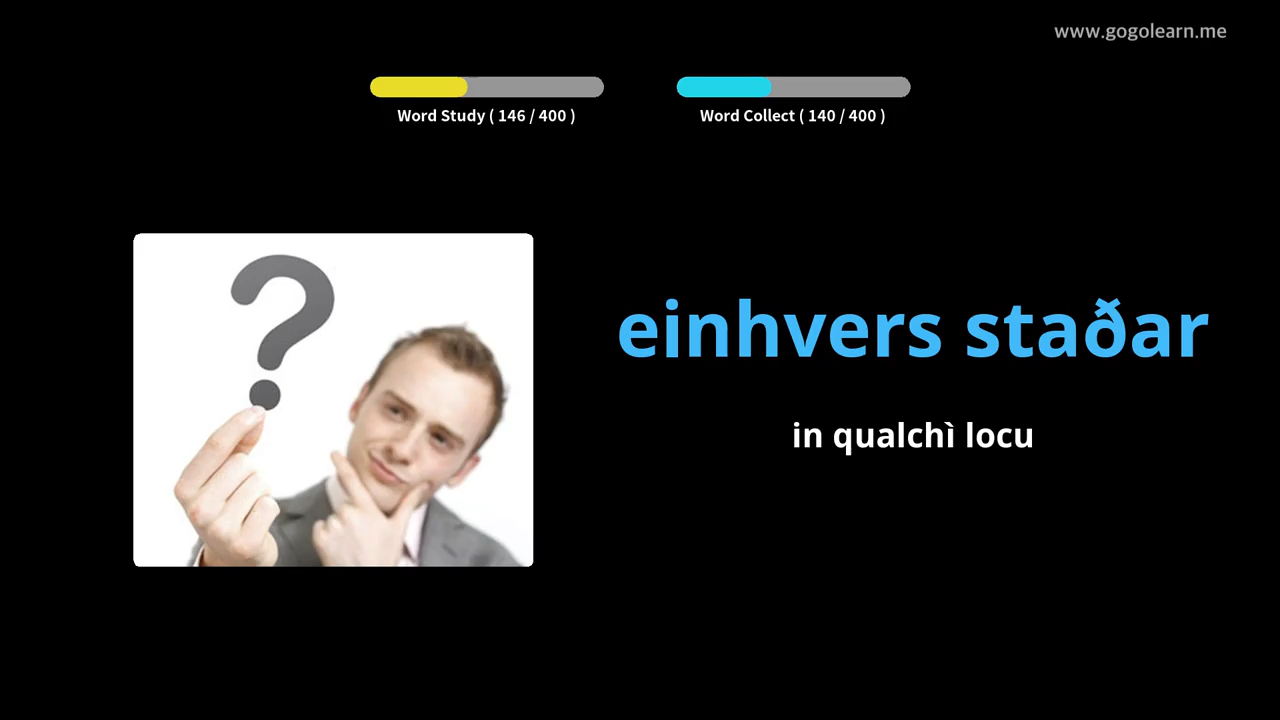 www.gogolearn.me
Word Study ( 146 / 400 )
Word Collect ( 140 / 400 )
einhvers staðar
in qualchì locu